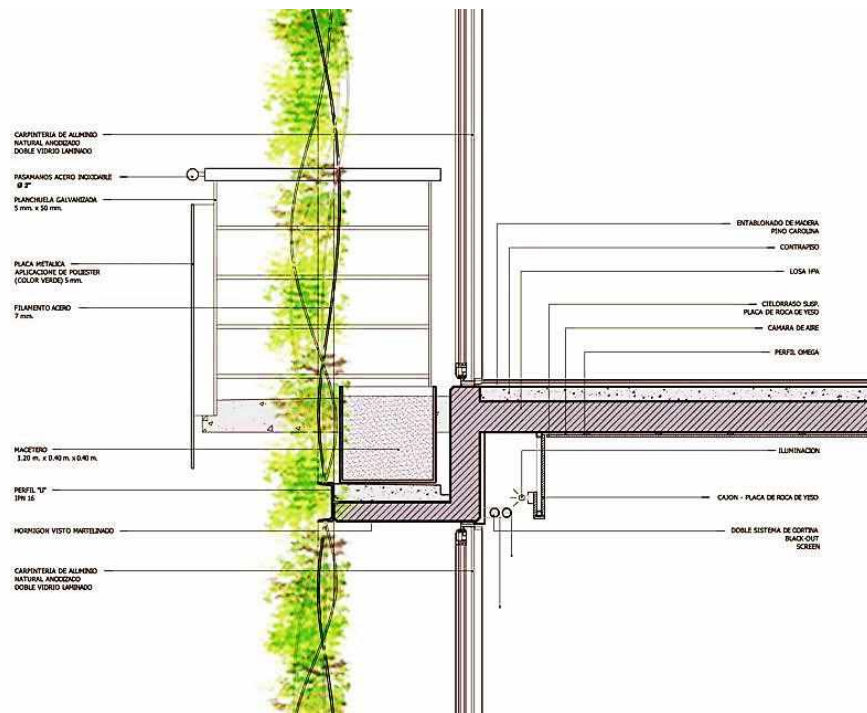 CARPINTERIA DE ALUMINIO
NATURAL ANODIZADO
DOBLE VIDRIO LAMINADO
PASAMANOS ACERO INOXIDABLE
Ø 2"
PLANCHUELA GALVANIZADA
5 mm. x 50 mm.
PLACA METALICA
APLICACIONE DE POLIESTER
(COLOR VERDE) 5 mm.
FILAMENTO ACERO
7 mm.
MACETERO
1.20 m. x 0.40 m. x 0.40 m.
PERFIL "U"
IPN 16
HORMIGON VISTO MARTELINADO
CARPINTERIA DE ALUMINIO
NATURAL ANODIZADO
DOBLE VIDRIO LAMINADO
ENTABLONADO DE MADERA
PINO CAROLINA
CONTRAPISO
LOSA HºA
CIELORRASO SUSP.
PLACA DE ROCA DE YESO
CAMARA DE AIRE
PERFIL OMEGA
ILUMINACION
CAJON - PLACA DE ROCA DE YESO
DOBLE SISTEMA DE CORTINA
BLACK-OUT
SCREEN